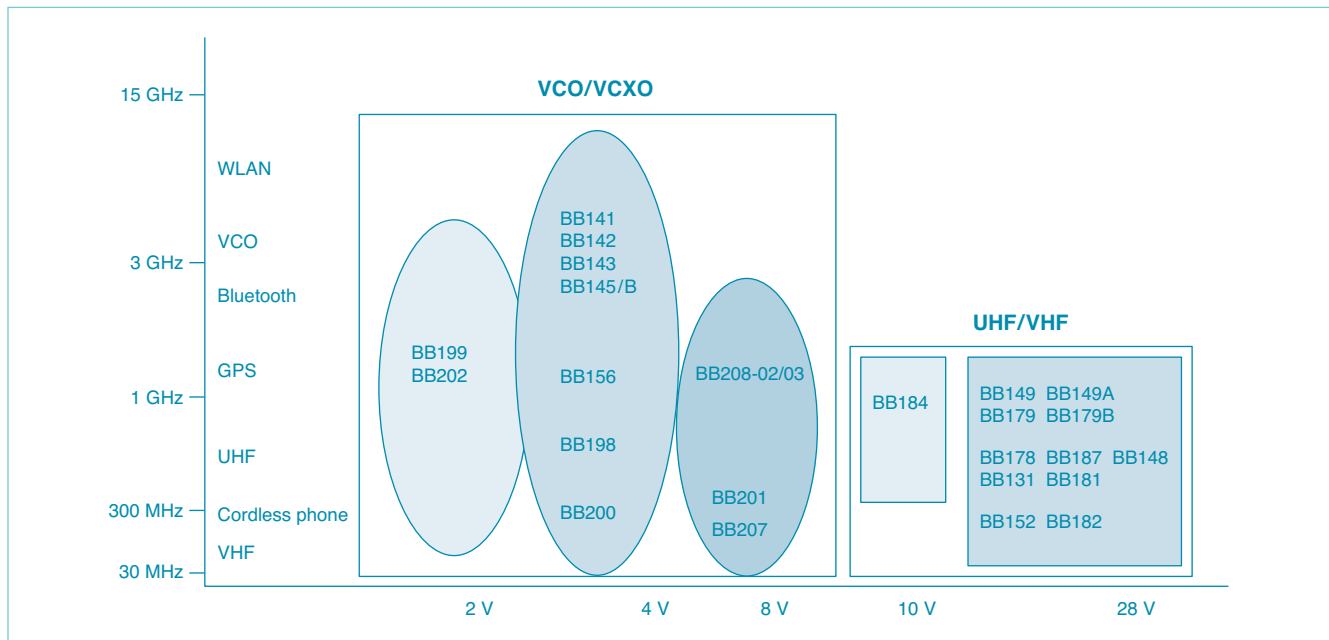 VCO/VCXO
15 GHz
WLAN
VCO
3 GHz
Bluetooth
GPS
1 GHz
UHF
300 MHz
Cordless phone
VHF
30 MHz
BB199
BB202
BB141
BB142
BB143
BB145/B
BB156
BB198
BB200
BB208-02/03
BB201
BB207
UHF/VHF
BB184
BB149 BB149A
BB179 BB179B
BB178 BB187 BB148
BB131 BB181
BB152 BB182
2 V
4 V
8 V
10 V
28 V